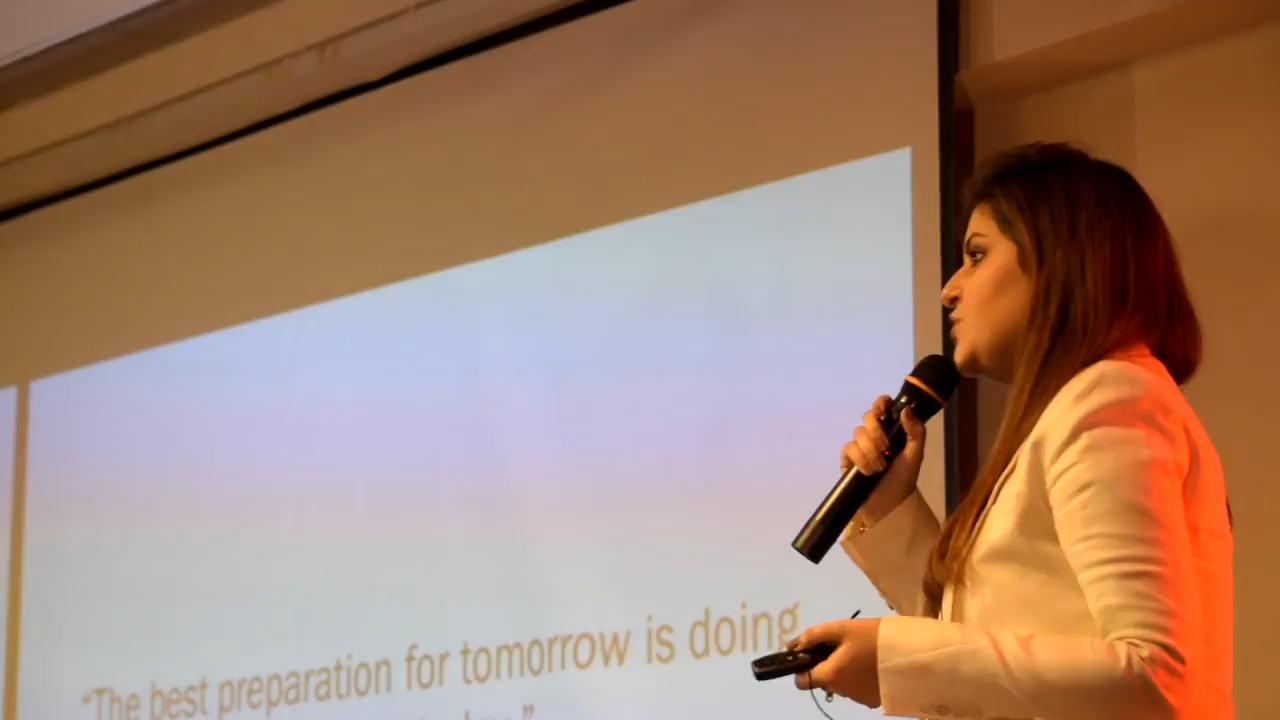 “The best preparation for tomorrow is doing